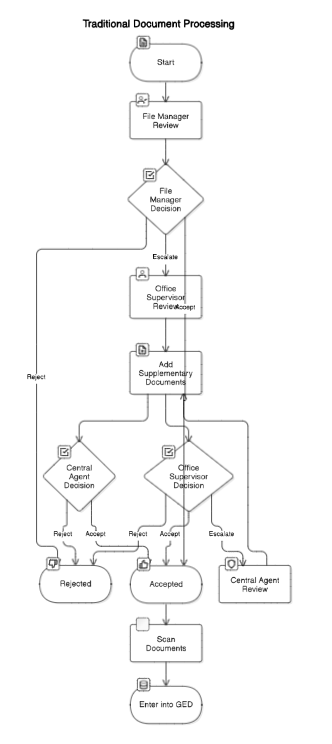 Traditional Document Processing
Start
File Manager
Review
File
Manager
Decision
Escalate
Office
Supervisor
Review
Accept
Add
Supplementary
Documents
Reject
Central
Agent
Decision
Office
Supervisor
Decision
Reject
Accept
Reject
Accept
Escalate
Rejected
Accepted
Central Agent
Review
Scan
Documents
Enter into GED